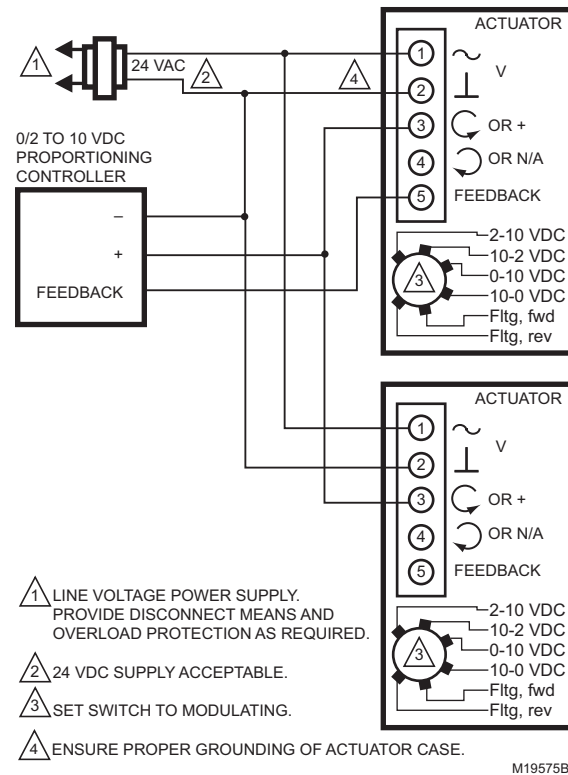 ACTUATOR
1
24 VAC
2
4
1
V
2
0/2 TO 10 VDC
PROPORTIONING
CONTROLLER
3
OR +
4
OR N/A
5
FEEDBACK
–
+
FEEDBACK
2-10 VDC
10-2 VDC
3
0-10 VDC
10-0 VDC
Fltg, fwd
Fltg, rev
ACTUATOR
1
V
2
3
OR +
4
OR N/A
5
FEEDBACK
2-10 VDC
10-2 VDC
3
0-10 VDC
10-0 VDC
Fltg, fwd
Fltg, rev
1 LINE VOLTAGE POWER SUPPLY.
PROVIDE DISCONNECT MEANS AND
OVERLOAD PROTECTION AS REQUIRED.
2 24 VDC SUPPLY ACCEPTABLE.
3 SET SWITCH TO MODULATING.
4 ENSURE PROPER GROUNDING OF ACTUATOR CASE.
M19575B